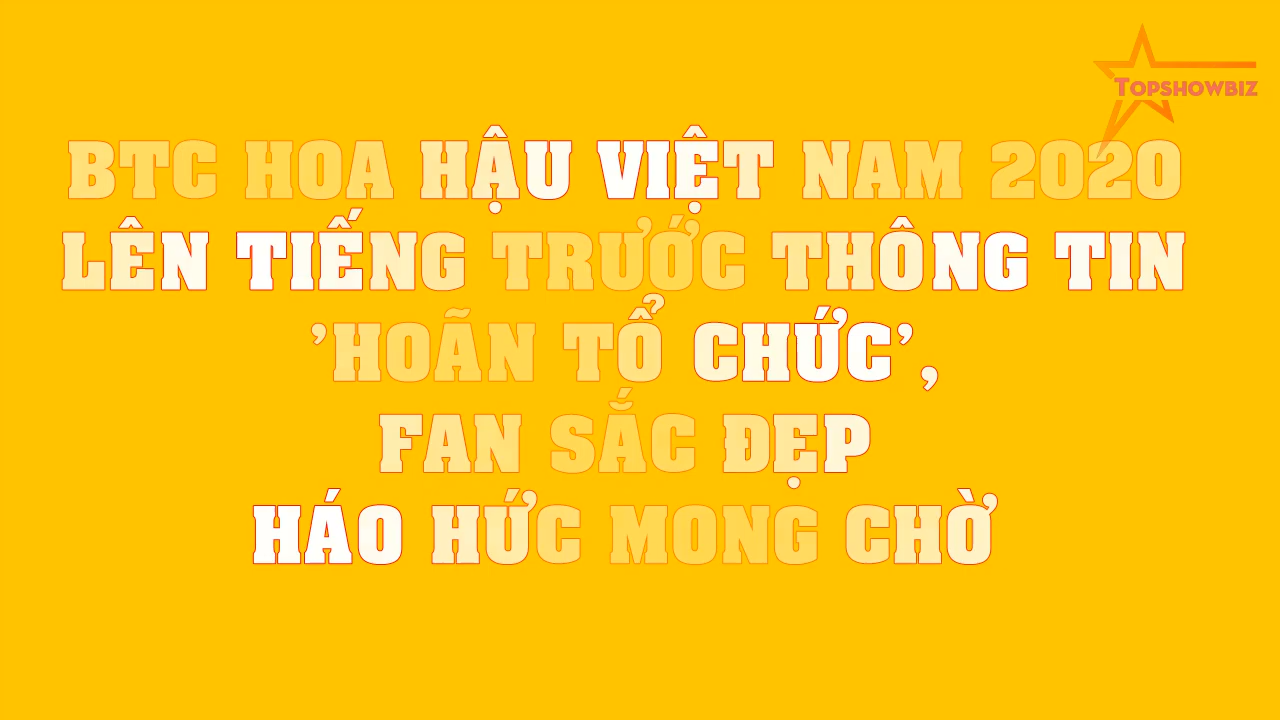 TOPSHOWBIZ
BTC HOA HẬU VIỆT NAM 2020
LÊN TIẾNG TRƯỚC THÔNG TIN
’HOÃN TỔ CHỨC’,
FAN SẮC ĐẸP
HÁO HỨC MONG CHỜ